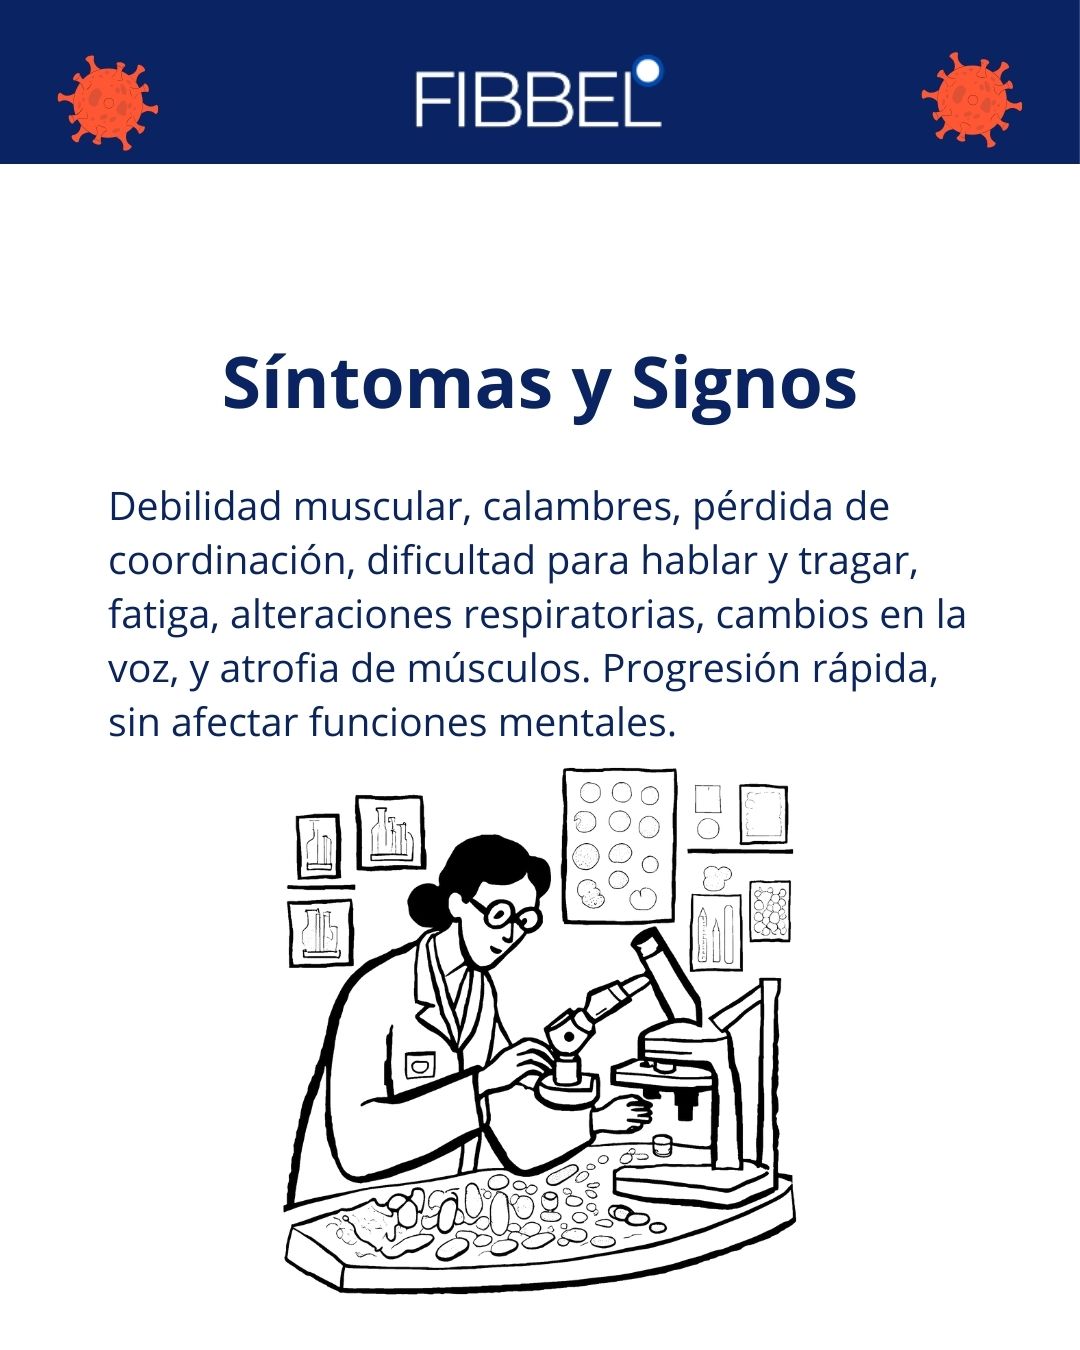 FIBBEL
Síntomas y Signos
Debilidad muscular, calambres, pérdida de
coordinación, dificultad para hablar y tragar,
fatiga, alteraciones respiratorias, cambios en la
voz, y atrofia de músculos. Progresión rápida,
sin afectar funciones mentales.